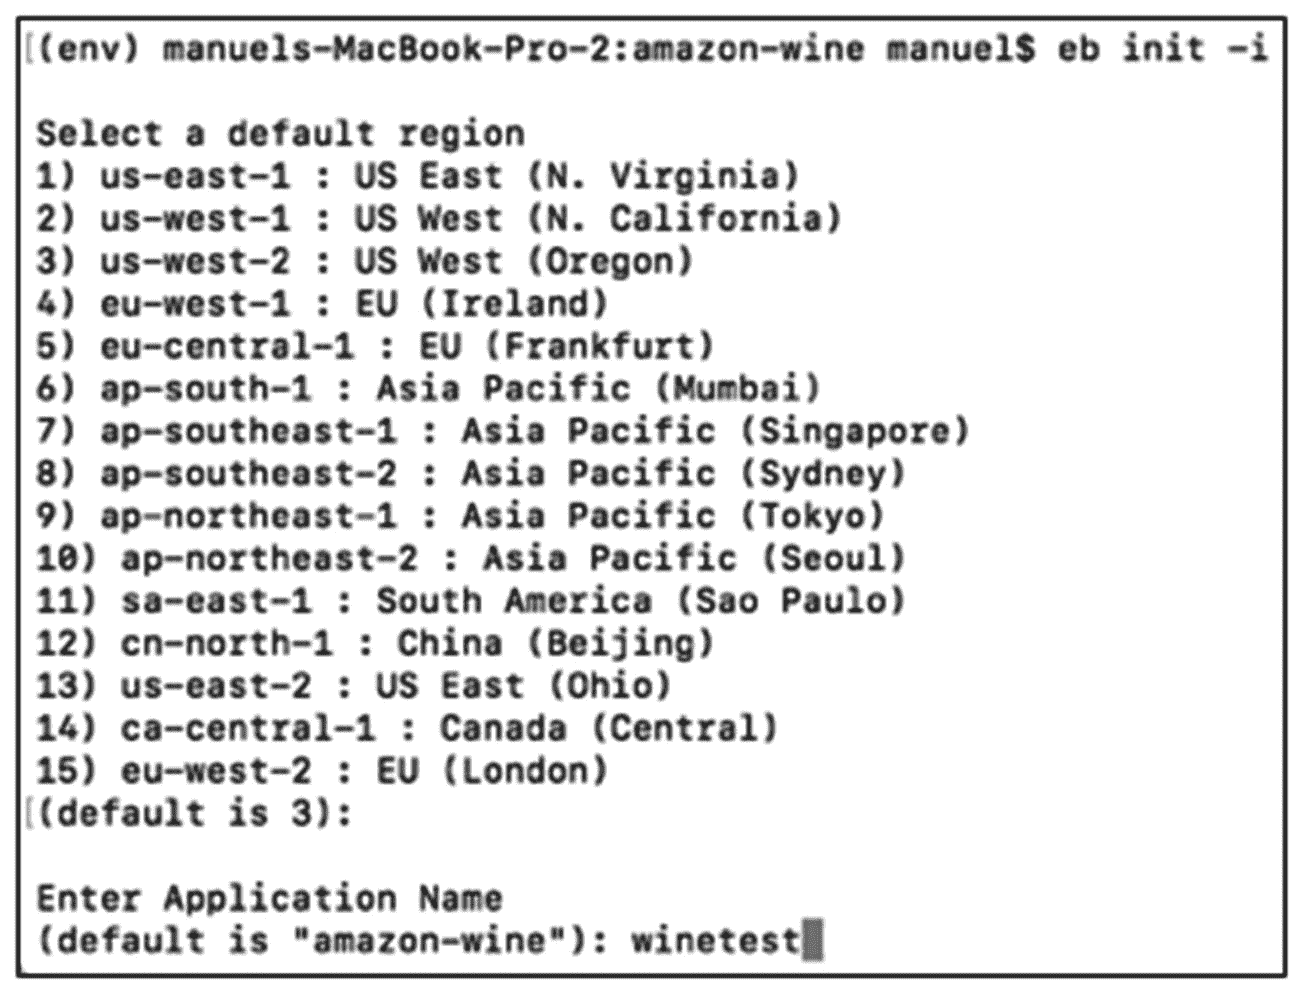 [(env) manuels-MacBook-Pro-2:amazon-wine manuel$ eb init -i
Select a default region
1) us-east-1 : US East (N. Virginia)
2) us-west-1 : US West (N. California)
3) us-west-2 : US West (Oregon)
4) eu-west-1 : EU (Ireland)
5) eu-central-1 : EU (Frankfurt)
6) ap-south-1 : Asia Pacific (Mumbai)
7) ap-southeast-1 : Asia Pacific (Singapore)
8) ap-southeast-2 : Asia Pacific (Sydney)
9) ap-northeast-1 : Asia Pacific (Tokyo)
10) ap-northeast-2 : Asia Pacific (Seoul)
11) sa-east-1 : South America (Sao Paulo)
12) cn-north-1 : China (Beijing)
13) us-east-2 : US East (Ohio)
14) ca-central-1 : Canada (Central)
15) eu-west-2 : EU (London)
[(default is 3):
Enter Application Name
(default is "amazon-wine"): winetest